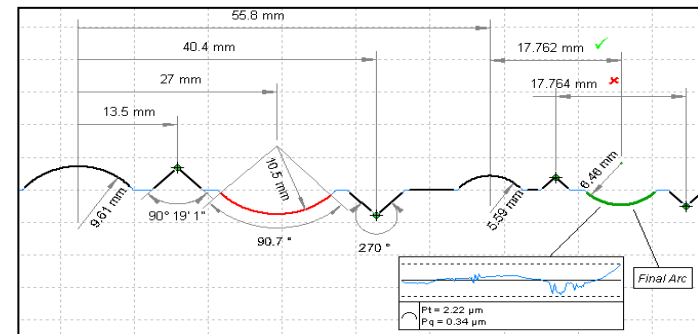 55.8 mm
40.4 mm
17.762 mm
27 mm
17.764 mm
13.5 mm
10.5 mm
6.46 mm
9.61 mm
90° 19' 1"
5.59 mm
90.7 °
270 °
Final Arc
Pt = 2.22 µm
Pq = 0.34 µm